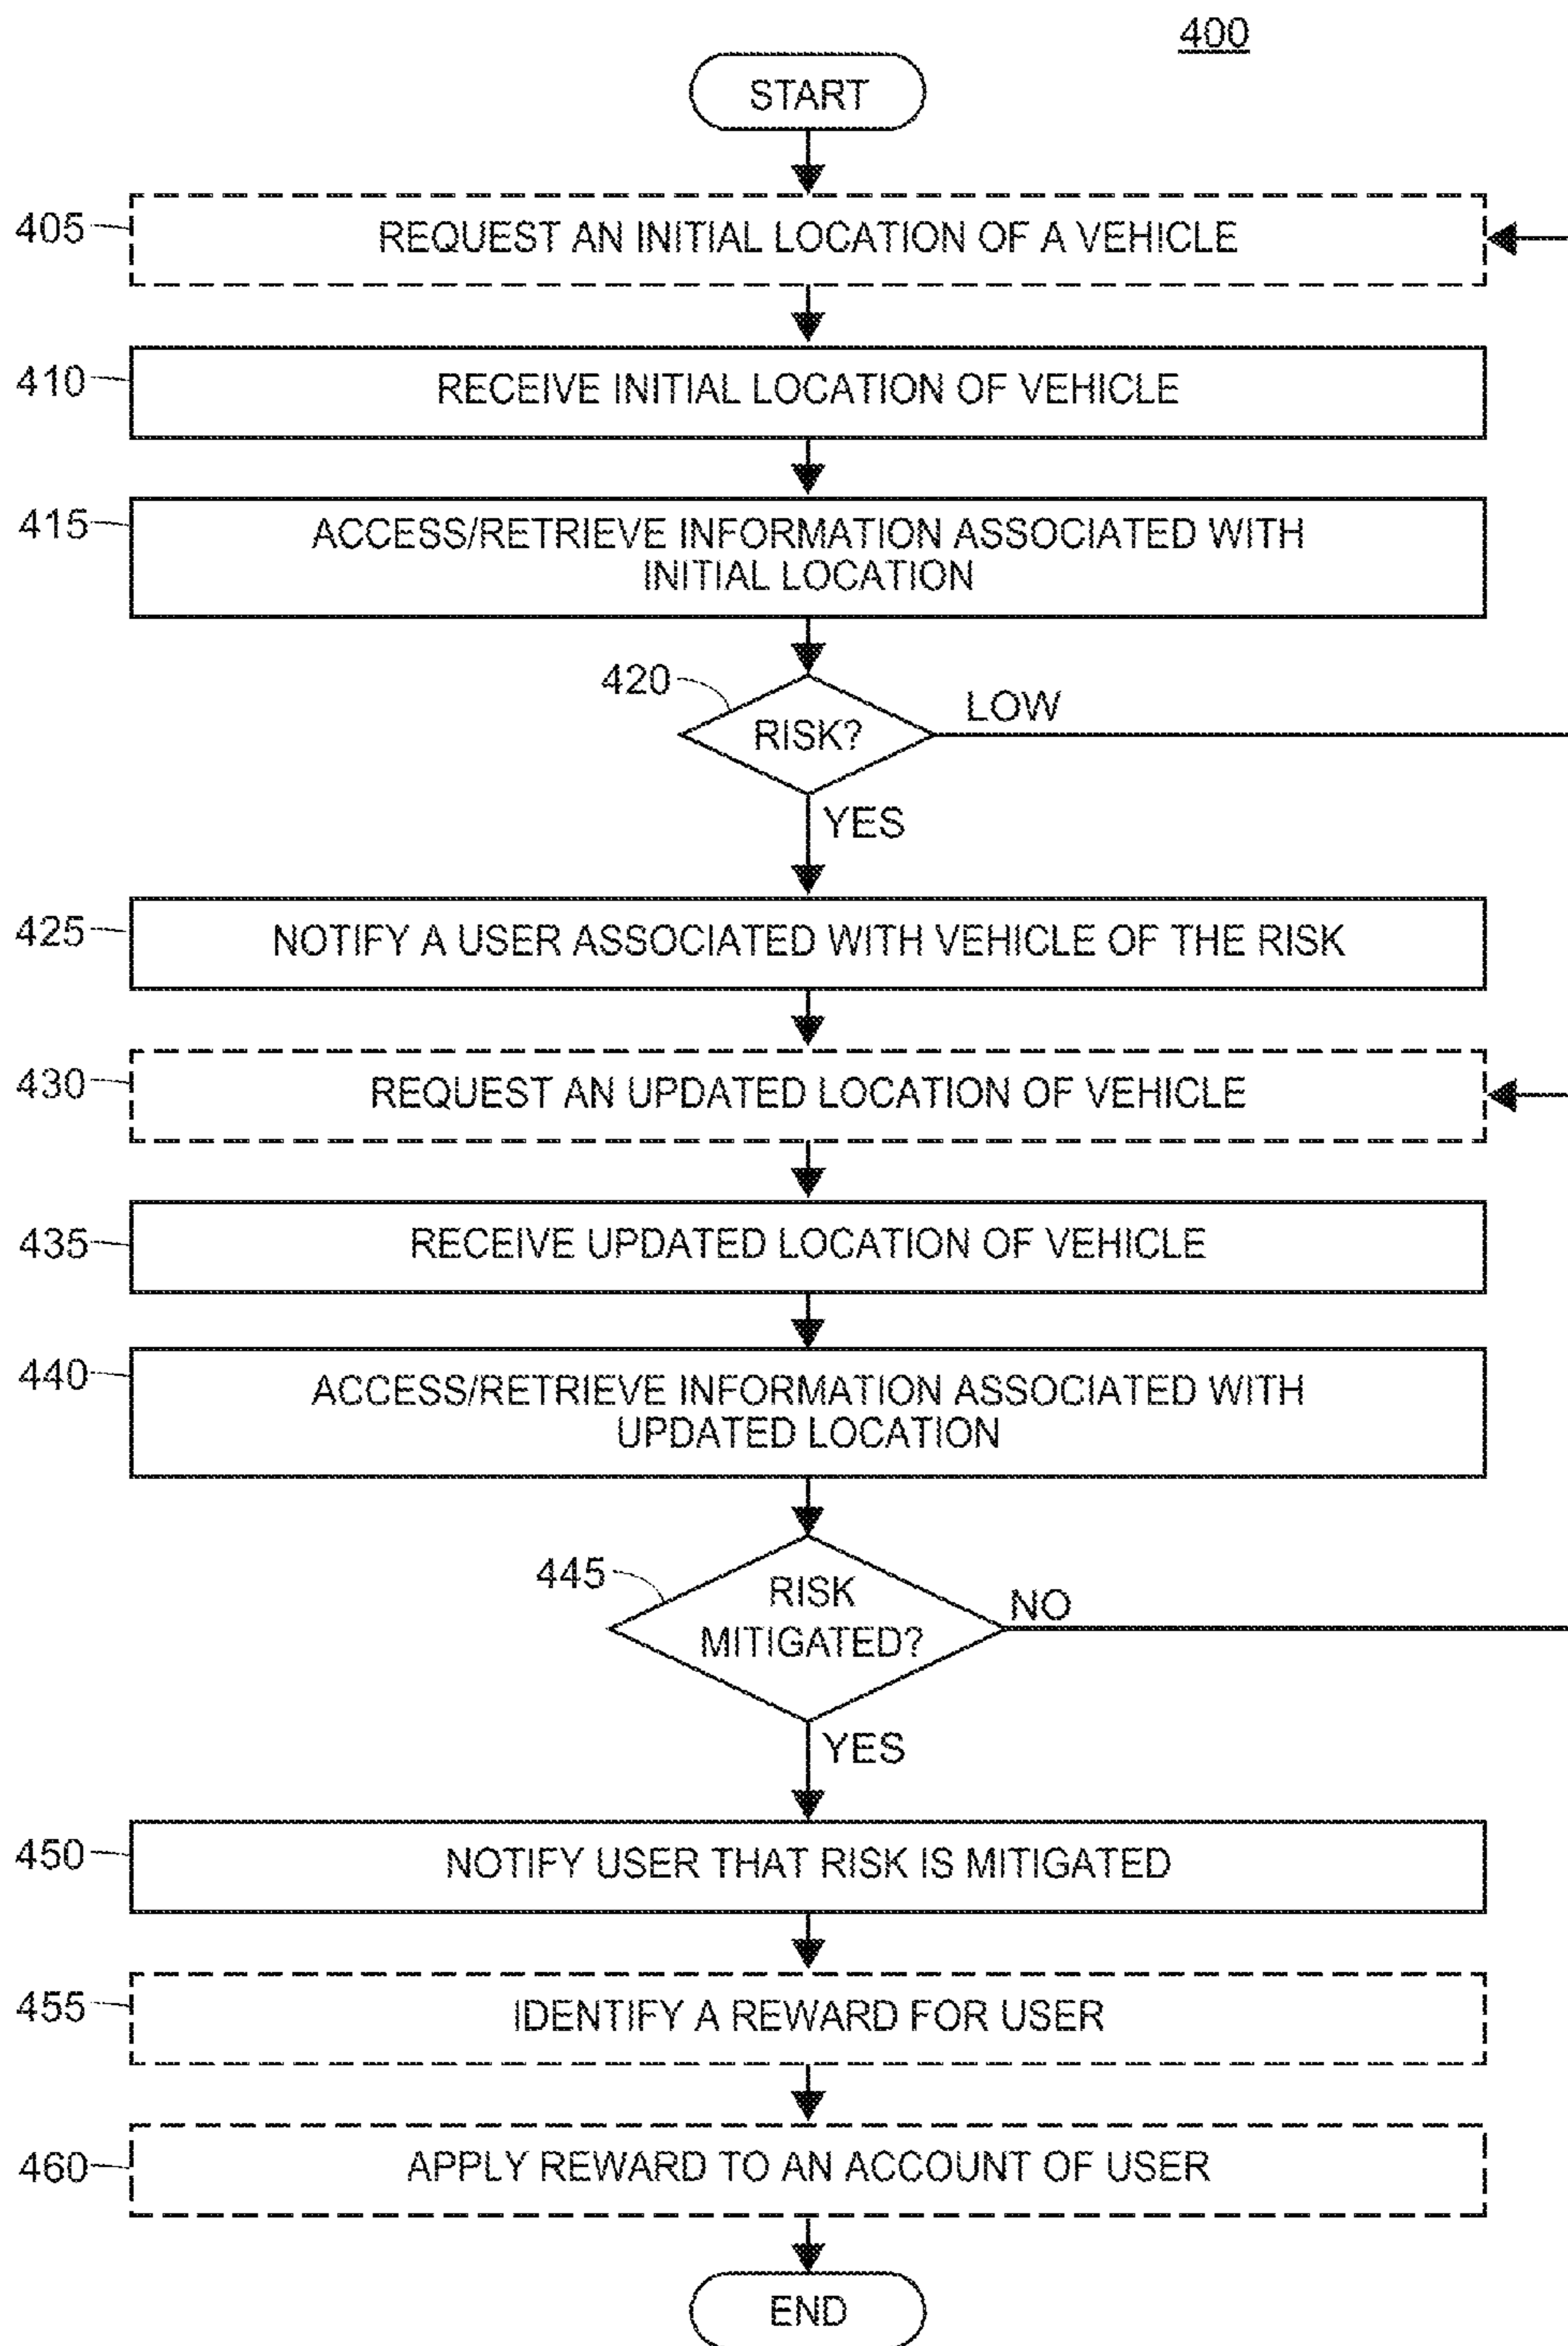 400
START
405
REQUEST AN INITIAL LOCATION OF A VEHICLE
410
RECEIVE INITIAL LOCATION OF VEHICLE
415
ACCESS/RETRIEVE INFORMATION ASSOCIATED WITH
INITIAL LOCATION
420
RISK?
LOW
YES
425
NOTIFY A USER ASSOCIATED WITH VEHICLE OF THE RISK
430
REQUEST AN UPDATED LOCATION OF VEHICLE
435
RECEIVE UPDATED LOCATION OF VEHICLE
440
ACCESS/RETRIEVE INFORMATION ASSOCIATED WITH
UPDATED LOCATION
445
RISK
MITIGATED?
NO
YES
450
NOTIFY USER THAT RISK IS MITIGATED
455
IDENTIFY A REWARD FOR USER
460
APPLY REWARD TO AN ACCOUNT OF USER
END